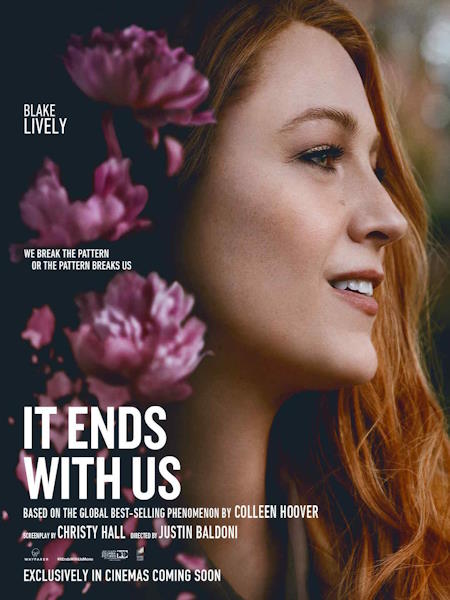 BLAKE
LIVELY
WE BREAK THE PATTERN
OR THE PATTERN BREAKS US
IT ENDS
WITH US
BASED ON THE GLOBAL BEST-SELLING PHENOMENON BY COLLEEN HOOVER
SCREENPLAY BY CHRISTY HALL DIRECTED BY JUSTIN BALDONI
WAYFARER #ItEndsWithUsMovie
EXCLUSIVELY IN CINEMAS COMING SOON